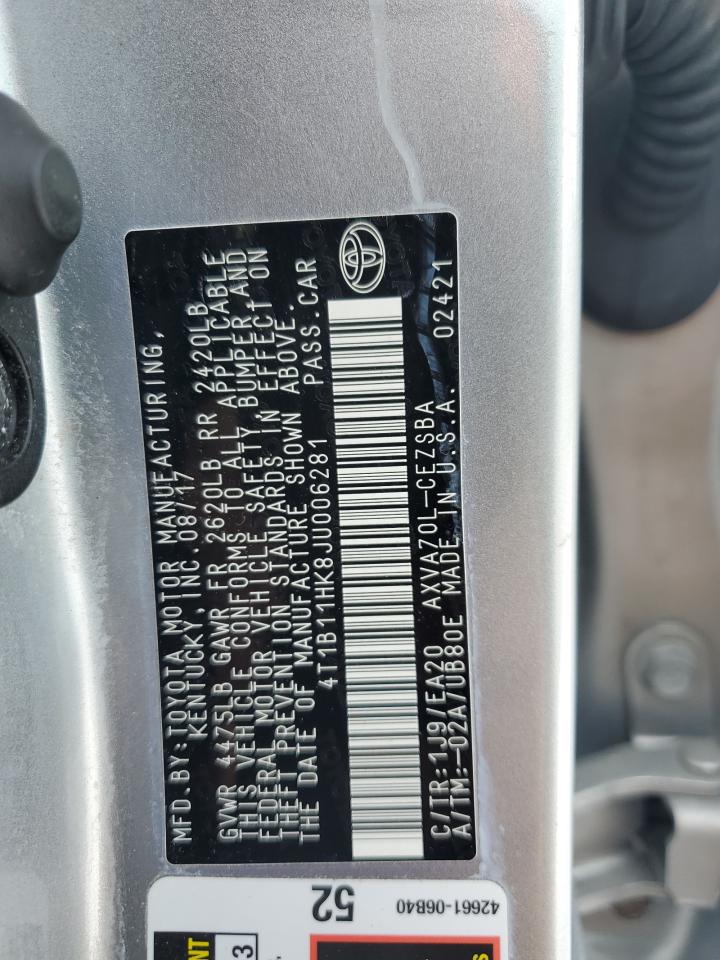 MFD.BY:TOYOTA MOTOR MANUFACTURING,
KENTUCKY, INC.08/17
GVWR 4475LB GAWR FR 2620LB RR 2420LB
THIS VEHICLE CONFORMS TO ALL APPLICABLE
FEDERAL MOTOR VEHICLE SAFETY, BUMPER, AND
THEFT PREVENTION STANDARDS IN EFFECT ON
THE DATE OF MANUFACTURE SHOWN ABOVE.
4T1B11HK8JU006281 PASS.CAR
C/TR:1J9/EA20 AXVA70L-CEZSBA
A/TM:-02A/UB80E MADE IN U.S.A. 02421
52
42661-06B40
NT
3